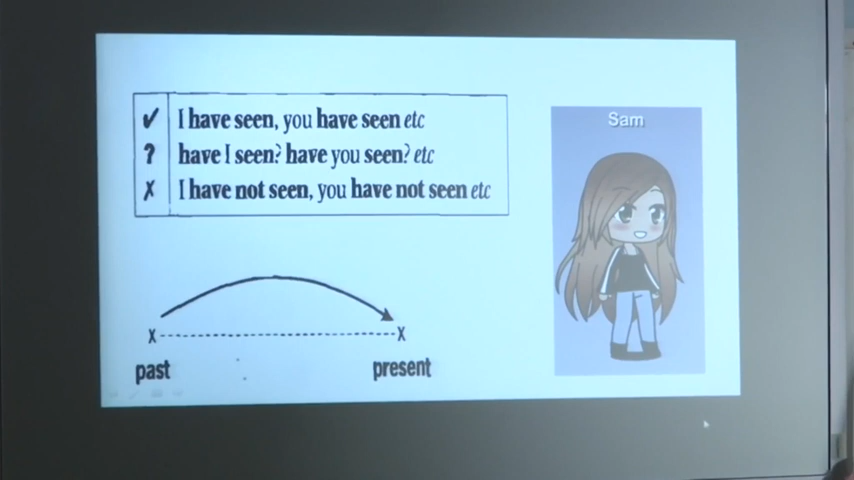 ✓ I have seen, you have seen etc
? have I seen? have you seen? etc
✗ I have not seen, you have not seen etc
Sam
x x
past present